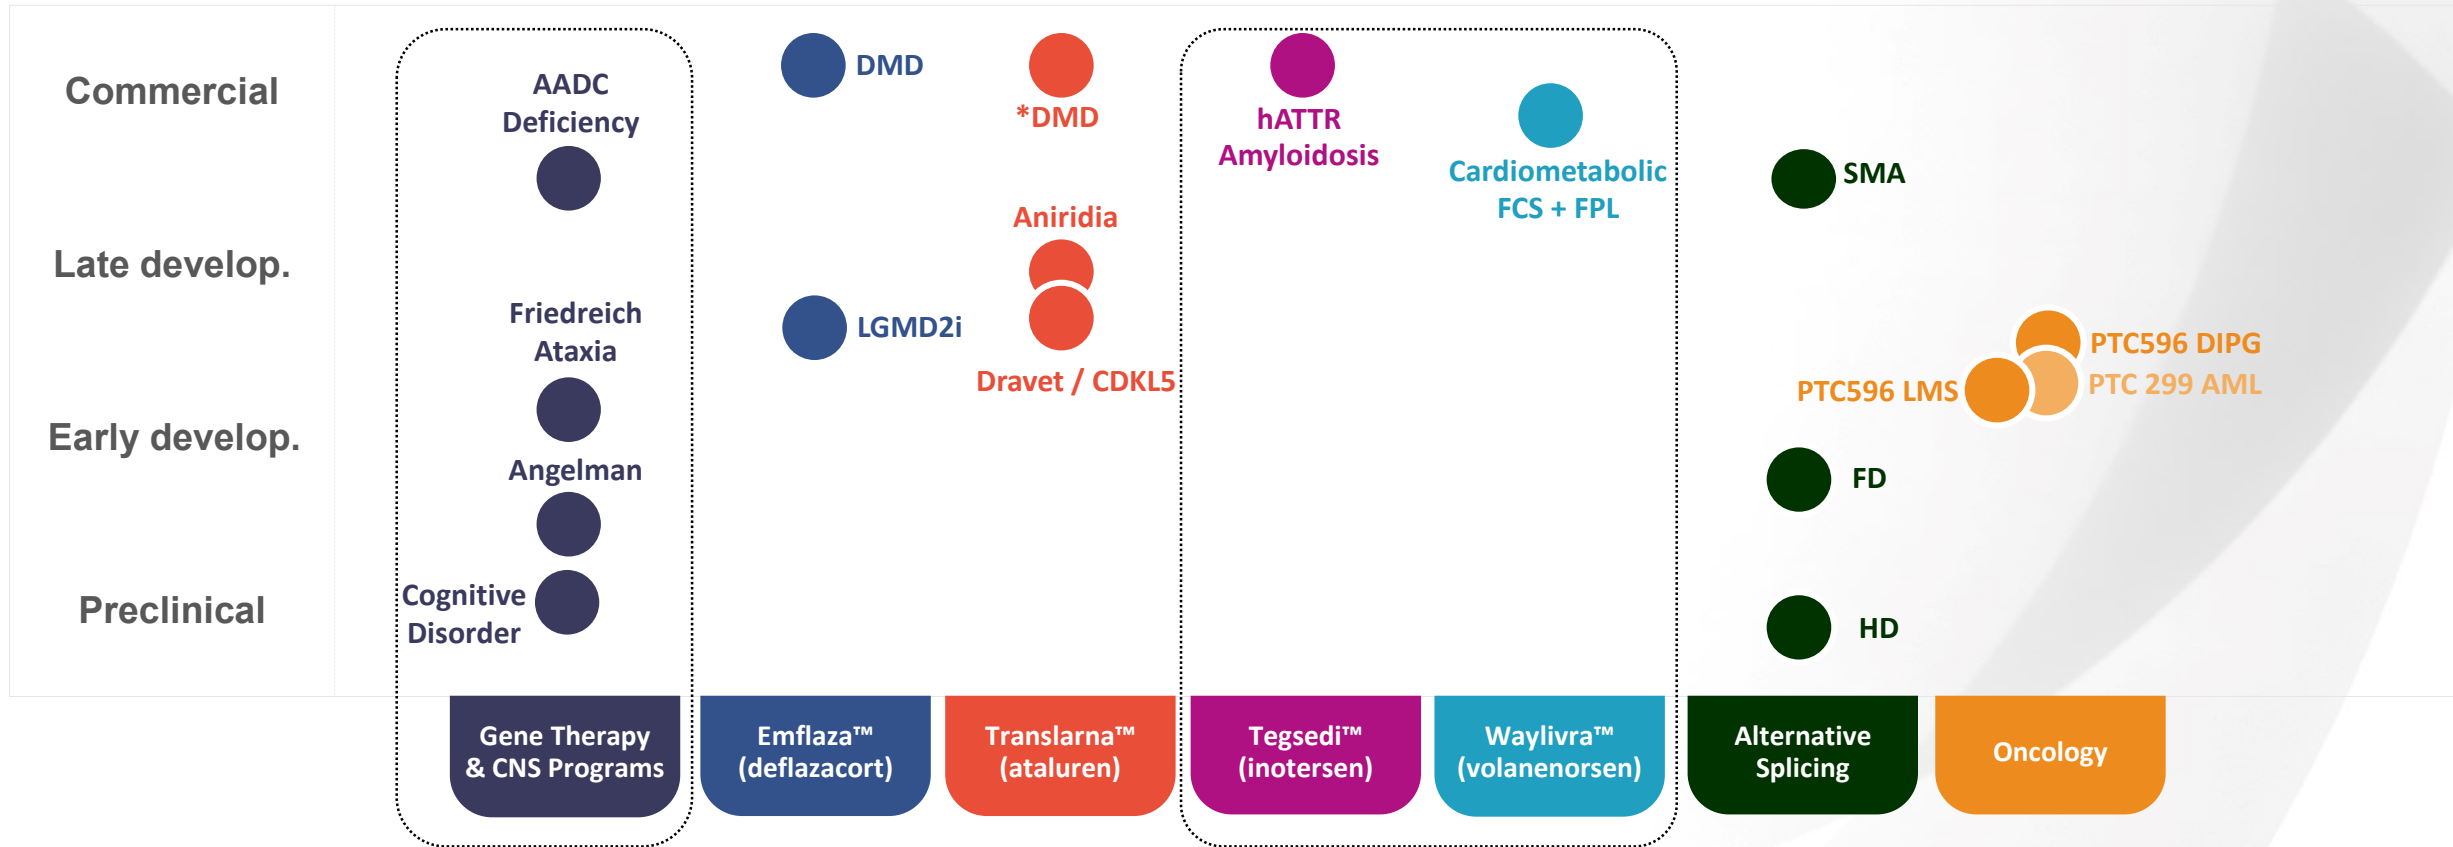 Commercial
Late develop.
Early develop.
Preclinical
AADC
Deficiency
Friedreich
Ataxia
Angelman
Cognitive
Disorder
DMD
LGMD2i
*DMD
Aniridia
Dravet / CDKL5
hATTR
Amyloidosis
Cardiometabolic
FCS + FPL
SMA
FD
HD
PTC596 DIPG
PTC 299 AML
PTC596 LMS
Gene Therapy
& CNS Programs
Emflaza™
(deflazacort)
Translarna™
(ataluren)
Tegsedi™
(inotersen)
Waylivra™
(volanenorsen)
Alternative
Splicing
Oncology